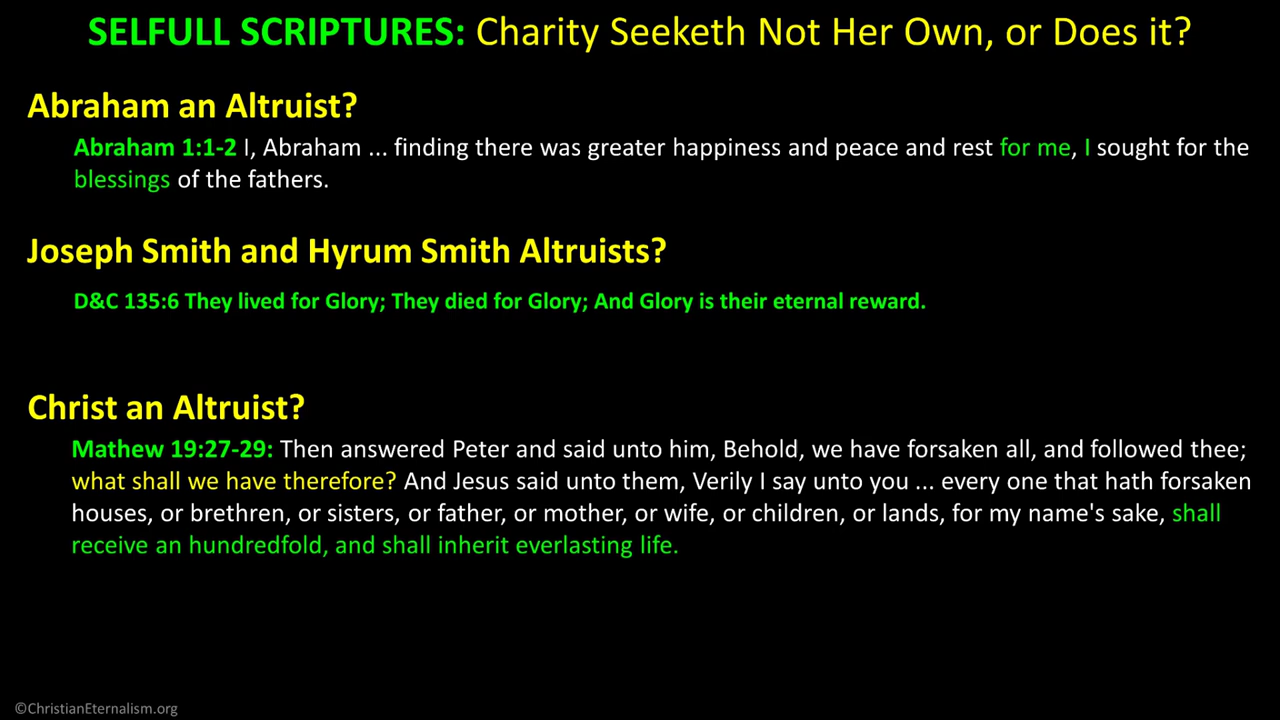 SELFULL SCRIPTURES: Charity Seeketh Not Her Own, or Does it?
Abraham an Altruist?
Abraham 1:1-2 I, Abraham ... finding there was greater happiness and peace and rest for me, I sought for the
blessings of the fathers.
Joseph Smith and Hyrum Smith Altruists?
D&C 135:6 They lived for Glory; They died for Glory; And Glory is their eternal reward.
Christ an Altruist?
Mathew 19:27-29: Then answered Peter and said unto him, Behold, we have forsaken all, and followed thee;
what shall we have therefore? And Jesus said unto them, Verily I say unto you ... every one that hath forsaken
houses, or brethren, or sisters, or father, or mother, or wife, or children, or lands, for my name's sake, shall
receive an hundredfold, and shall inherit everlasting life.
©ChristianEternalism.org